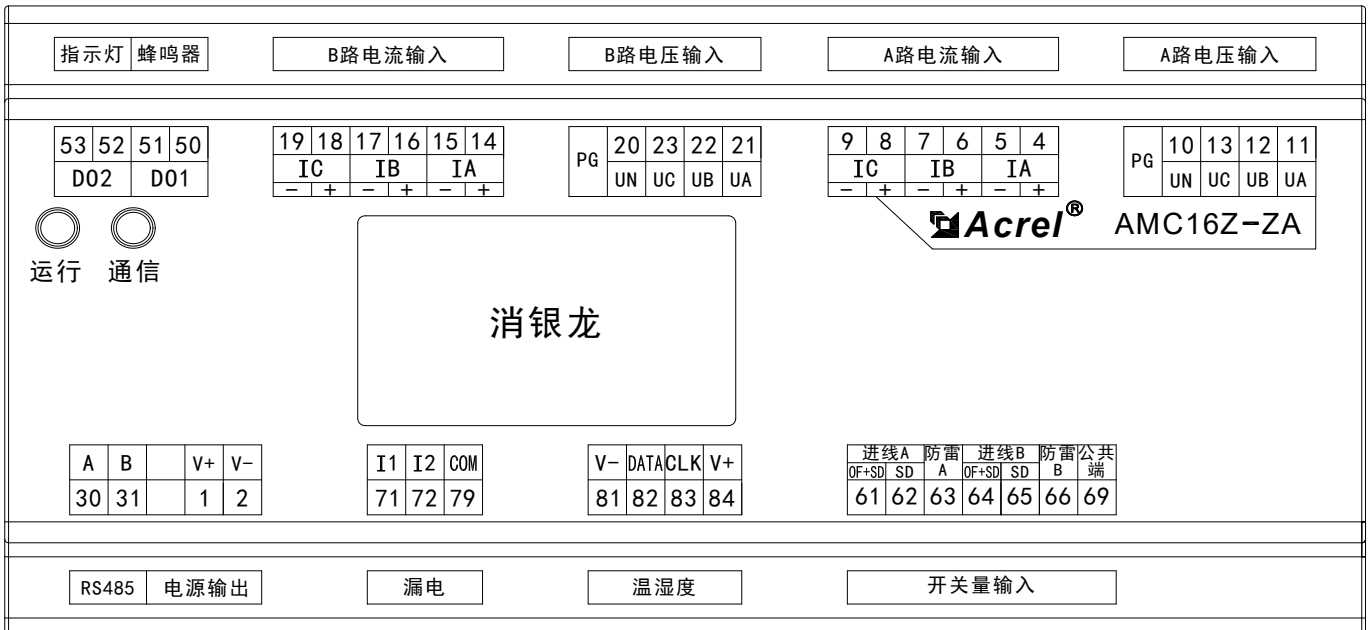 指示灯 蜂鸣器 B路电流输入 B路电压输入 A路电流输入 A路电压输入
53 52 51 50 19 18 17 16 15 14 PG 20 23 22 21 9 8 7 6 5 4 PG 10 13 12 11
DO2 DO1 IC IB IA UN UC UB UA IC IB IA UN UC UB UA
- + - + - + - + - + - +
Acrel® AMC16Z-ZA
运行 通信
消银龙
A B V+ V- I1 I2 COM V- DATA CLK V+ 进线A 防雷 进线B 防雷 公共
OF+SD SD A OF+SD SD B 端
30 31 1 2 71 72 79 81 82 83 84 61 62 63 64 65 66 69
RS485 电源输出 漏电 温湿度 开关量输入